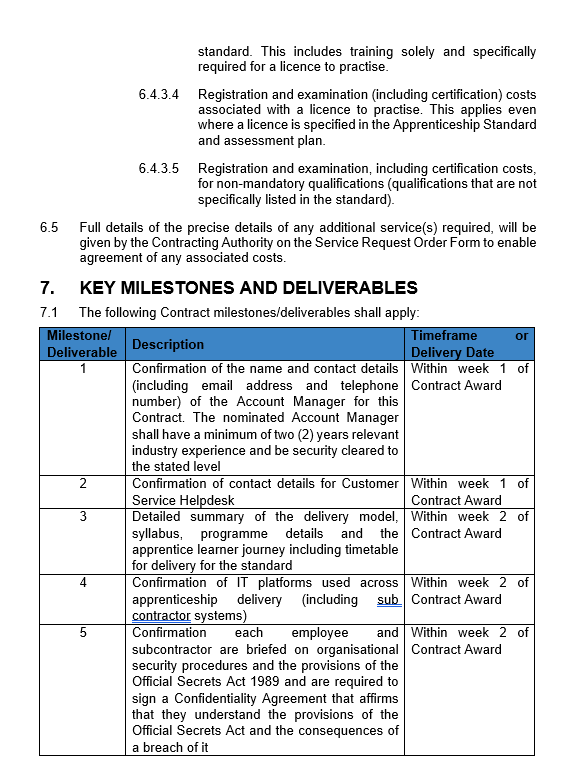 standard. This includes training solely and specifically
required for a licence to practise.
6.4.3.4 Registration and examination (including certification) costs
associated with a licence to practise. This applies even
where a licence is specified in the Apprenticeship Standard
and assessment plan.
6.4.3.5 Registration and examination, including certification costs,
for non-mandatory qualifications (qualifications that are not
specifically listed in the standard).
6.5 Full details of the precise details of any additional service(s) required, will be
given by the Contracting Authority on the Service Request Order Form to enable
agreement of any associated costs.
7. KEY MILESTONES AND DELIVERABLES
7.1 The following Contract milestones/deliverables shall apply:
Milestone/
Deliverable
Description
Timeframe or
Delivery Date
1
Confirmation of the name and contact details
(including email address and telephone
number) of the Account Manager for this
Contract. The nominated Account Manager
shall have a minimum of two (2) years relevant
industry experience and be security cleared to
the stated level
Within week 1 of
Contract Award
2
Confirmation of contact details for Customer
Service Helpdesk
Within week 1 of
Contract Award
3
Detailed summary of the delivery model,
syllabus, programme details and the
apprentice learner journey including timetable
for delivery for the standard
Within week 2 of
Contract Award
4
Confirmation of IT platforms used across
apprenticeship delivery (including sub
contractor systems)
Within week 2 of
Contract Award
5
Confirmation each employee and
subcontractor are briefed on organisational
security procedures and the provisions of the
Official Secrets Act 1989 and are required to
sign a Confidentiality Agreement that affirms
that they understand the provisions of the
Official Secrets Act and the consequences of
a breach of it
Within week 2 of
Contract Award